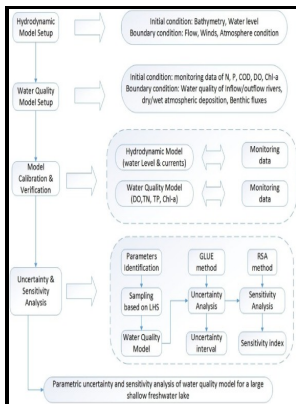 Hydrodynamic
Model Setup
Initial condition: Bathymetry, Water level
Boundary condition: Flow, Winds, Atmosphere condition
Water Quality
Model Setup
Initial condition: monitoring data of N, P, COD, DO, Chl-a
Boundary condition: Water quality of inflow/outflow rivers,
dry/wet atmospheric deposition, Benthic fluxes
Model
Calibration &
Verification
Hydrodynamic Model
(water Level & currents)
Monitoring
data
Water Quality Model
(DO,TN, TP, Chl-a)
Monitoring
data
Uncertainty &
Sensitivity
Analysis
Parameters
Identification
GLUE
method
RSA
method
Sampling
based on LHS
Uncertainty
Analysis
Sensitivity
Analysis
Water Quality
Model
Uncertainty
interval
Sensitivity index
Parametric uncertainty and sensitivity analysis of water quality model for a large
shallow freshwater lake